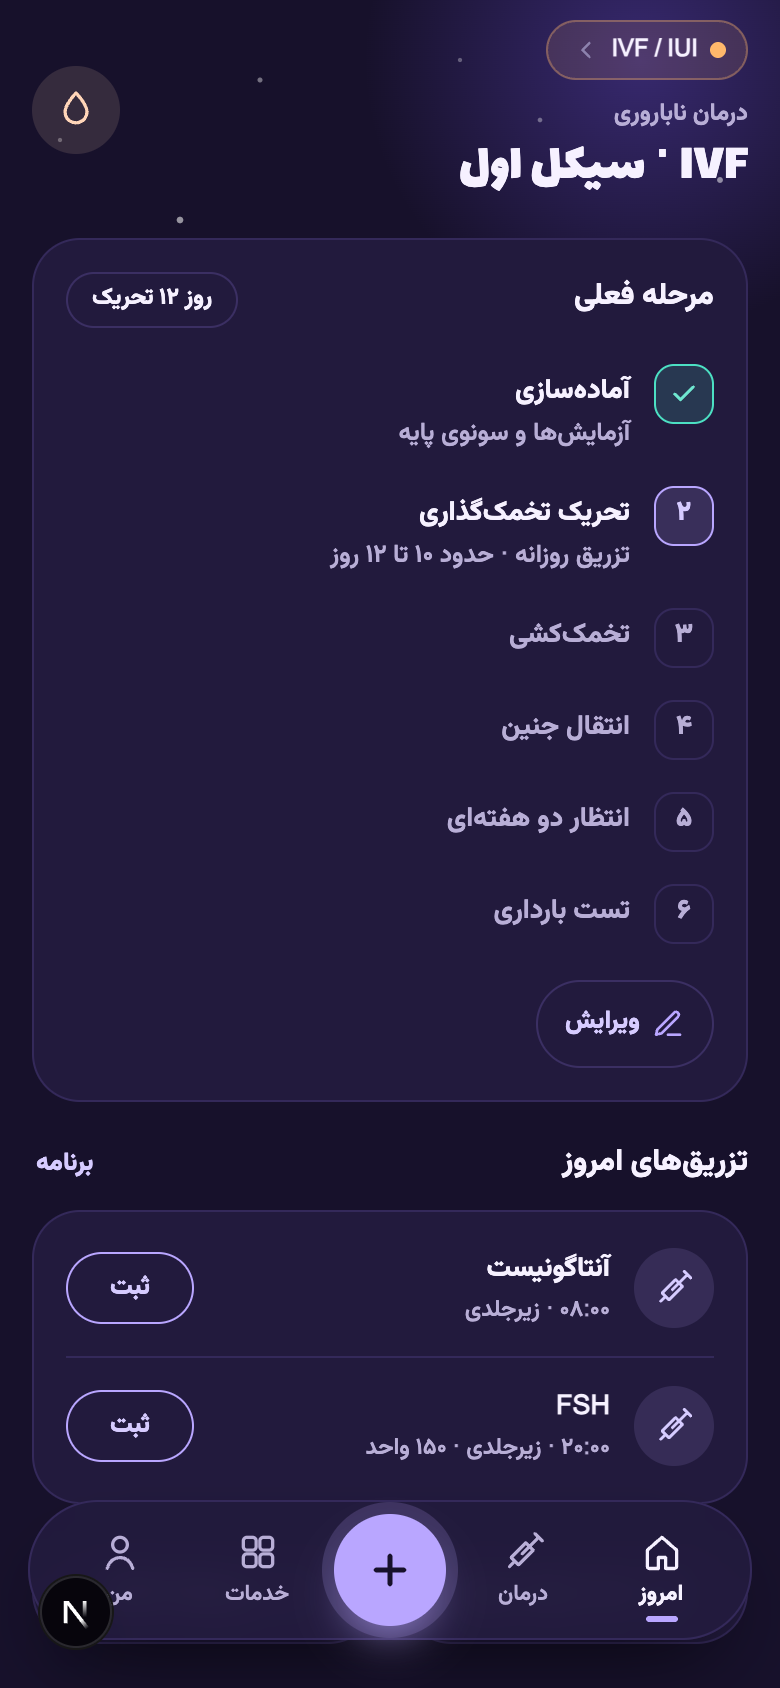 IVF / IUI
درمان ناباروری
IVF · سیکل اول
مرحله فعلی
روز ۱۲ تحریک
آماده‌سازی
آزمایش‌ها و سونوی پایه
۲
تحریک تخمک‌گذاری
تزریق روزانه · حدود ۱۰ تا ۱۲ روز
۳
تخمک‌کشی
۴
انتقال جنین
۵
انتظار دو هفته‌ای
۶
تست بارداری
ویرایش
تزریق‌های امروز
برنامه
آنتاگونیست
۰۸:۰۰ · زیرجلدی
ثبت
FSH
۲۰:۰۰ · زیرجلدی · ۱۵۰ واحد
ثبت
امروز
درمان
خدمات
من
N